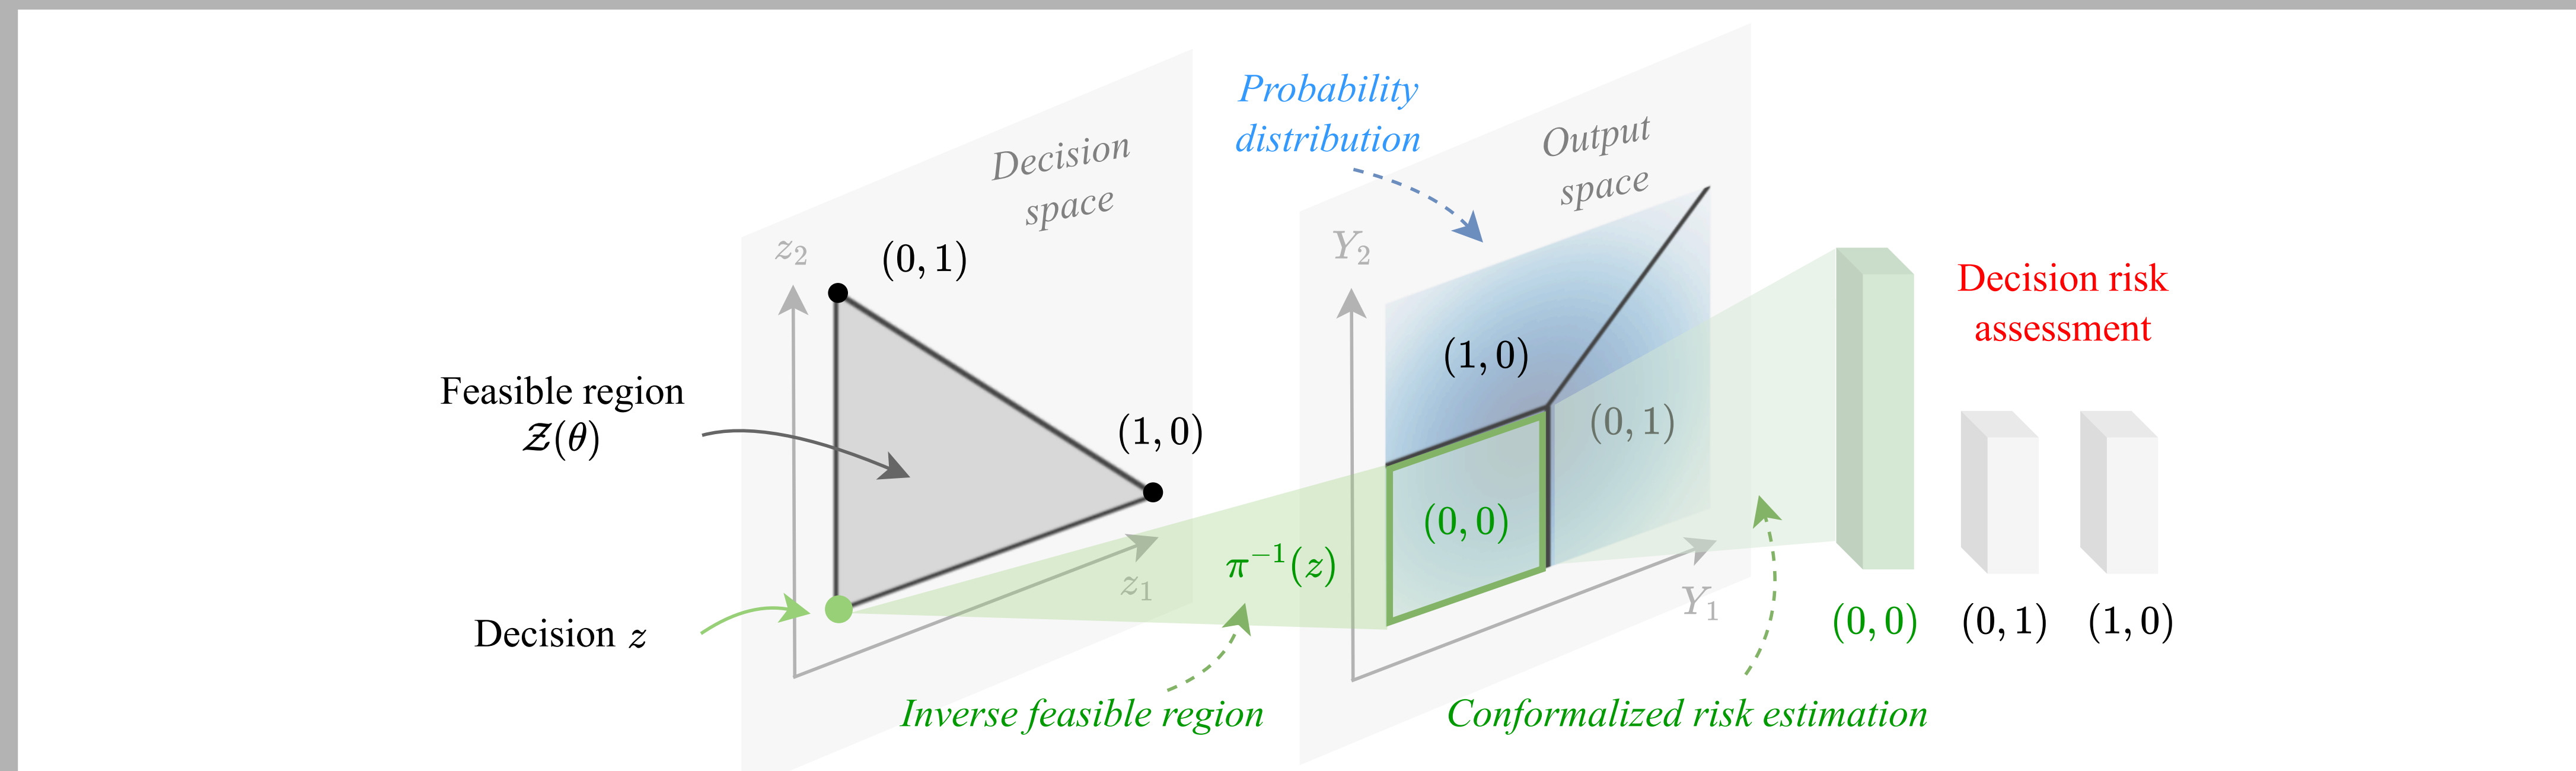 Decision
space
z₂
(0, 1)
(1, 0)
z₁
Feasible region
𝒵(θ)
Decision z
Inverse feasible region
π⁻¹(z)
Probability
distribution
Output
space
Y₂
(1, 0)
(0, 1)
(0, 0)
Y₁
Conformalized risk estimation
Decision risk
assessment
(0, 0) (0, 1) (1, 0)